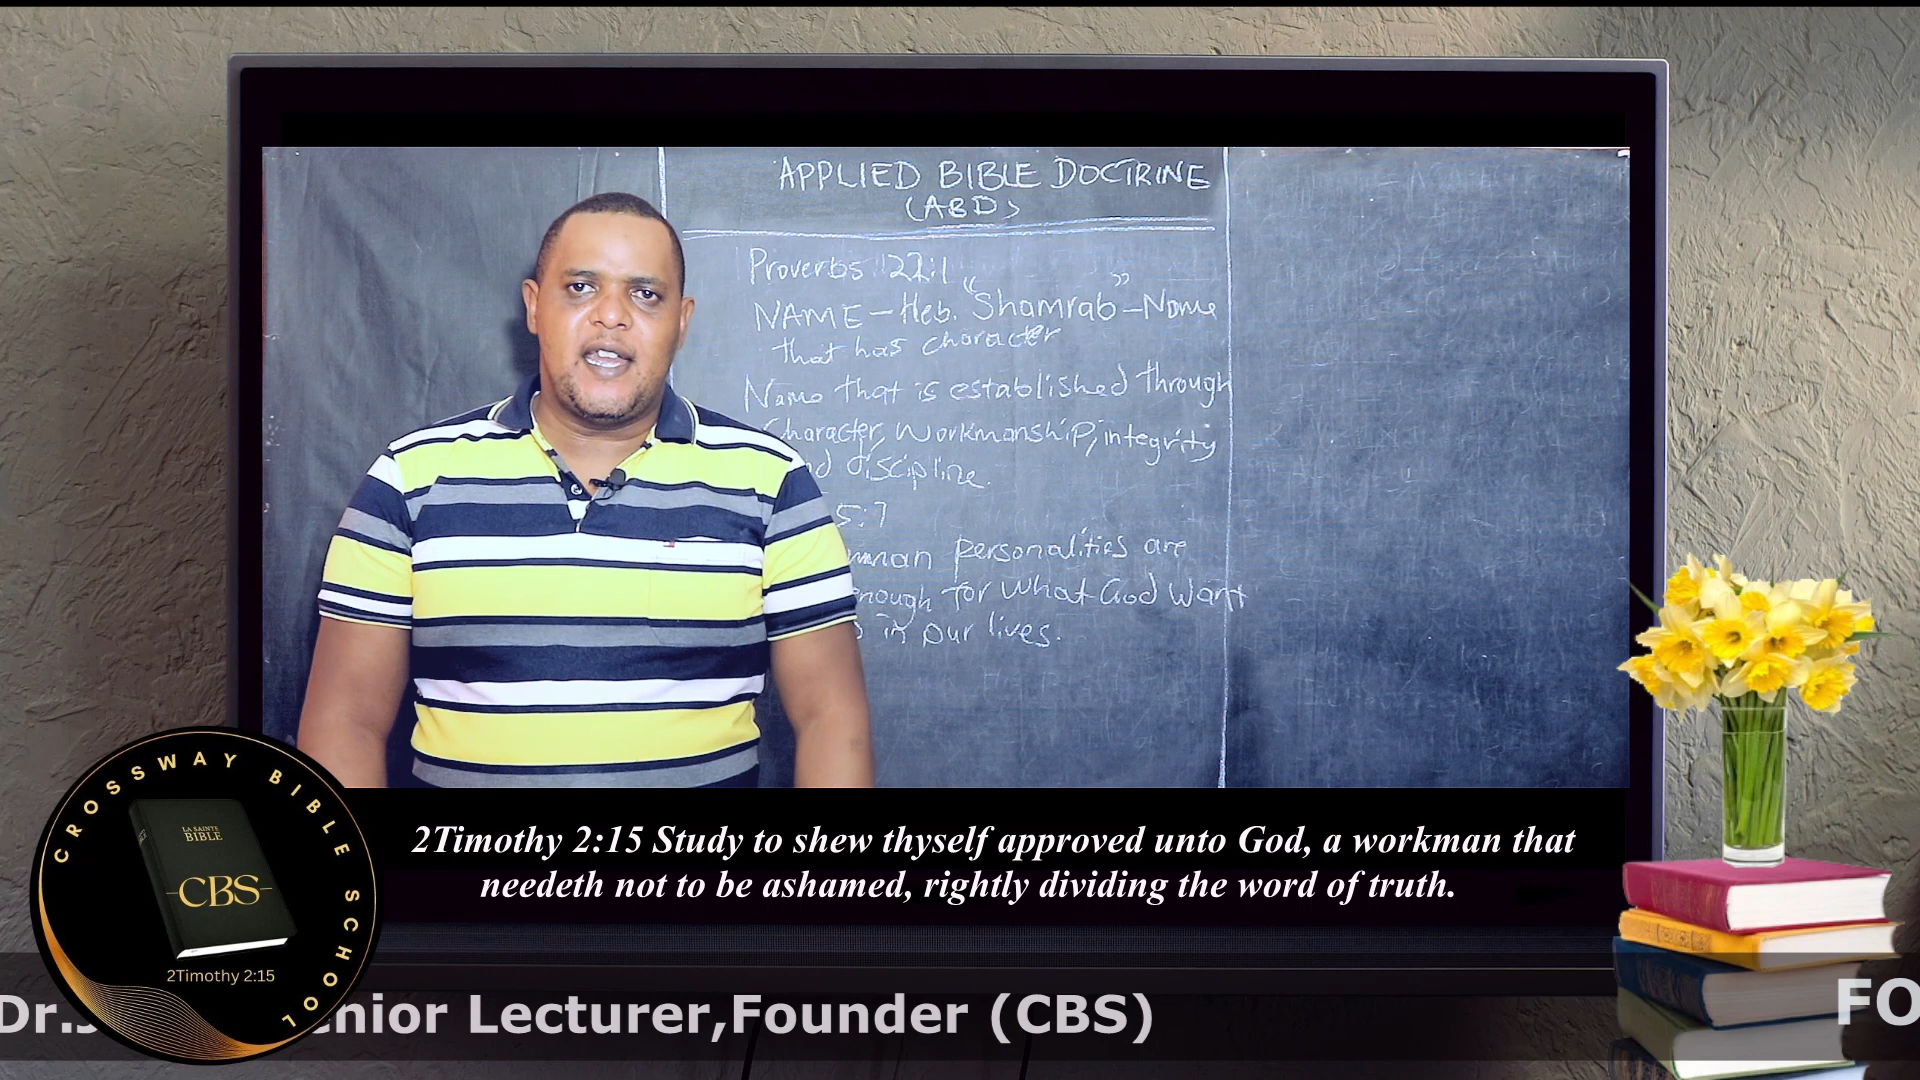 APPLIED BIBLE DOCTRINE
(ABD)
Proverbs 22:1
NAME - Heb. "Shamrab" - Name
that has character
Name that is established through
Character, Workmanship, integrity
discipline.
5:7
personalities are
enough for what God Want
in our lives.
CROSSWAY BIBLE SCHOOL
LA SAINTE
BIBLE
-CBS-
2Timothy 2:15
2Timothy 2:15 Study to shew thyself approved unto God, a workman that
needeth not to be ashamed, rightly dividing the word of truth.
Dr. Lecturer,Founder (CBS)
FO